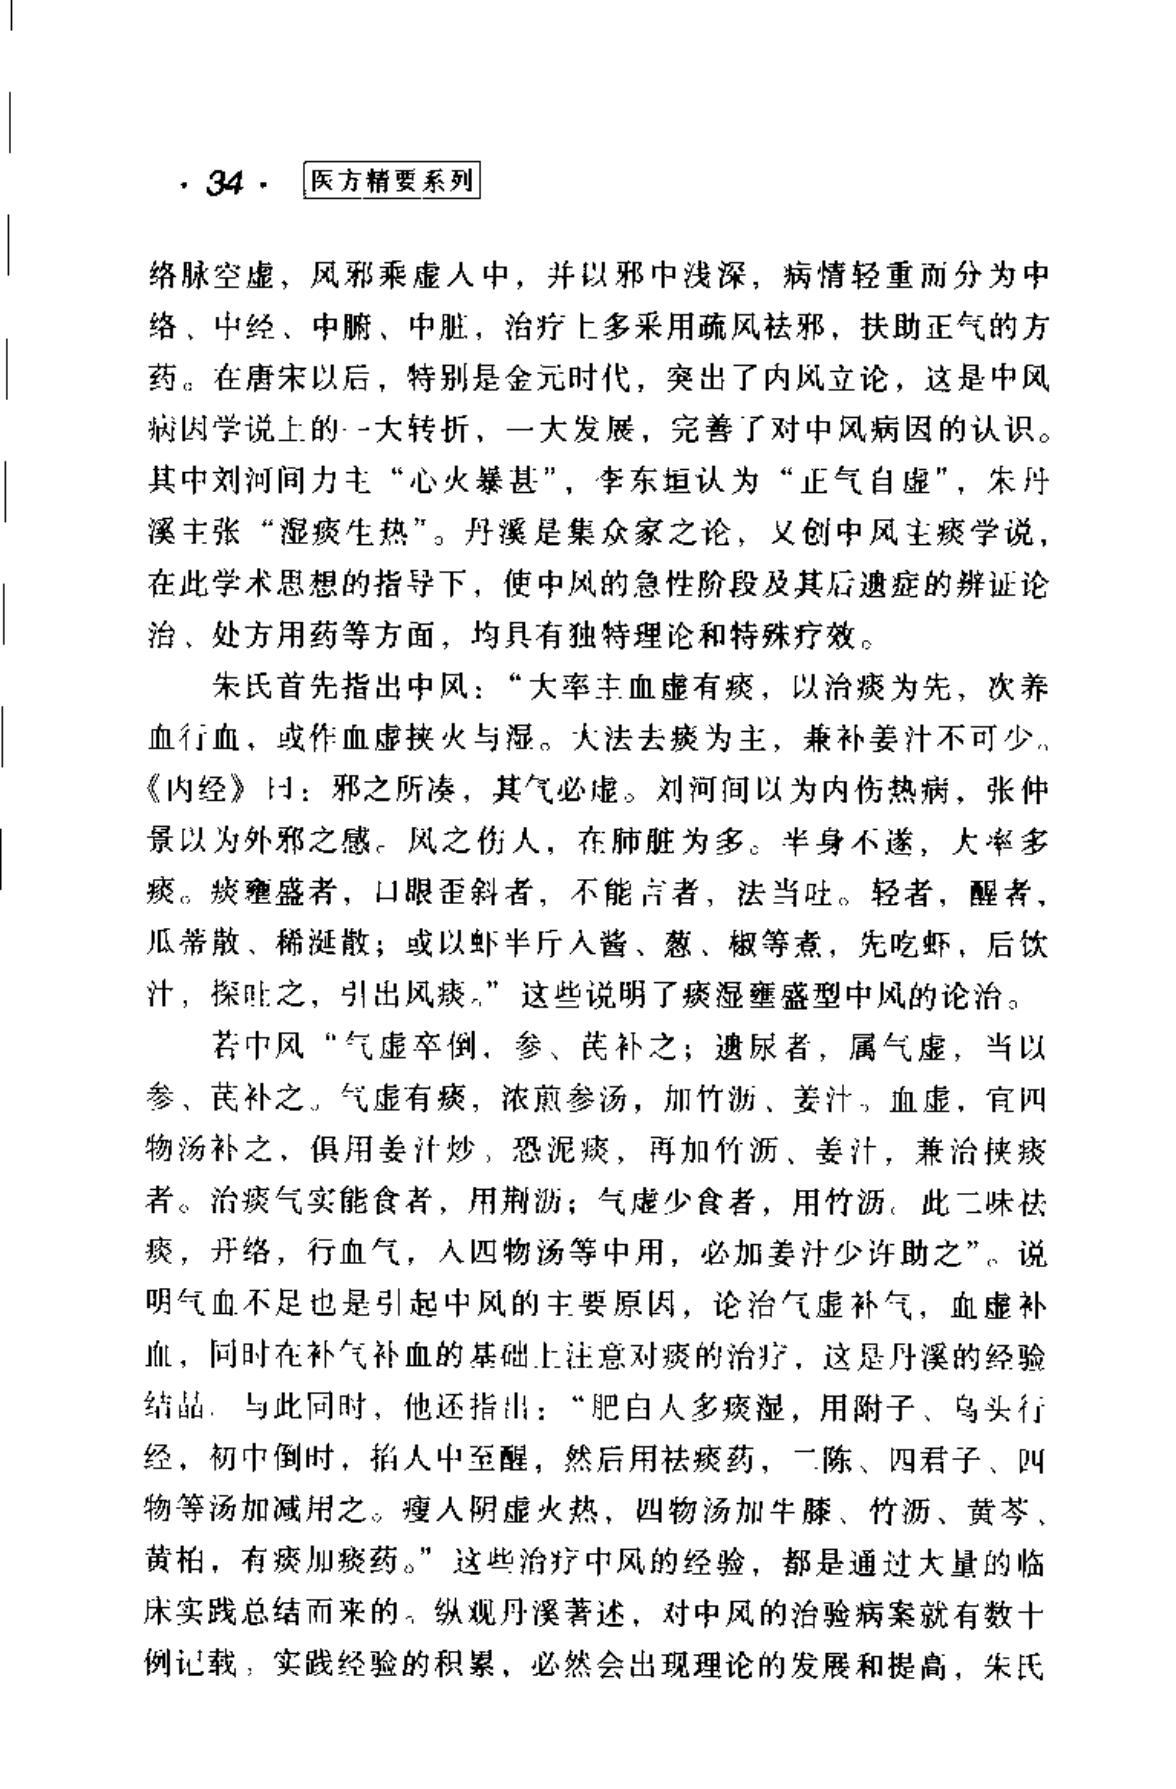 · 34 · 医方精要系列
络脉空虚，风邪乘虚人中，并以邪中浅深，病情轻重而分为中
络、中经、中腑、中脏，治疗上多采用疏风祛邪，扶助正气的方
药。在唐宋以后，特别是金元时代，突出了内风立论，这是中风
病因学说上的一大转折，一大发展，完善了对中风病因的认识。
其中刘河间力主“心火暴甚”，李东垣认为“正气自虚”，朱丹
溪主张“湿痰生热”。丹溪是集众家之论，又创中风主痰学说，
在此学术思想的指导下，使中风的急性阶段及其后遗症的辨证论
治、处方用药等方面，均具有独特理论和特殊疗效。
朱氏首先指出中风：“大率主血虚有痰，以治痰为先，次养
血行血，或作血虚挟火与湿。大法去痰为主，兼补姜汁不可少。
《内经》曰：邪之所凑，其气必虚。刘河间以为内伤热病，张仲
景以为外邪之感。风之伤人，在肺脏为多。半身不遂，大率多
痰。痰壅盛者，口眼歪斜者，不能言者，法当吐。轻者，醒者，
瓜蒂散、稀涎散；或以虾半斤入酱、葱、椒等煮，先吃虾，后饮
汁，探吐之，引出风痰。”这些说明了痰湿壅盛型中风的论治。
若中风“气虚卒倒，参、芪补之；遗尿者，属气虚，当以
参、芪补之。气虚有痰，浓煎参汤，加竹沥、姜汁。血虚，宜四
物汤补之，俱用姜汁炒。恐泥痰，再加竹沥、姜汁，兼治挟痰
者。治痰气实能食者，用荆沥；气虚少食者，用竹沥。此二味祛
痰，开络，行血气，入四物汤等中用，必加姜汁少许助之”。说
明气血不足也是引起中风的主要原因，论治气虚补气，血虚补
血，同时在补气补血的基础上注意对痰的治疗，这是丹溪的经验
结晶。与此同时，他还指出：“肥白人多痰湿，用附子、乌头行
经，初中倒时，掐人中至醒，然后用祛痰药，二陈、四君子、四
物等汤加减用之。瘦人阴虚火热，四物汤加牛膝、竹沥、黄芩、
黄柏，有痰加痰药。”这些治疗中风的经验，都是通过大量的临
床实践总结而来的。纵观丹溪著述，对中风的治验病案就有数十
例记载，实践经验的积累，必然会出现理论的发展和提高，朱氏